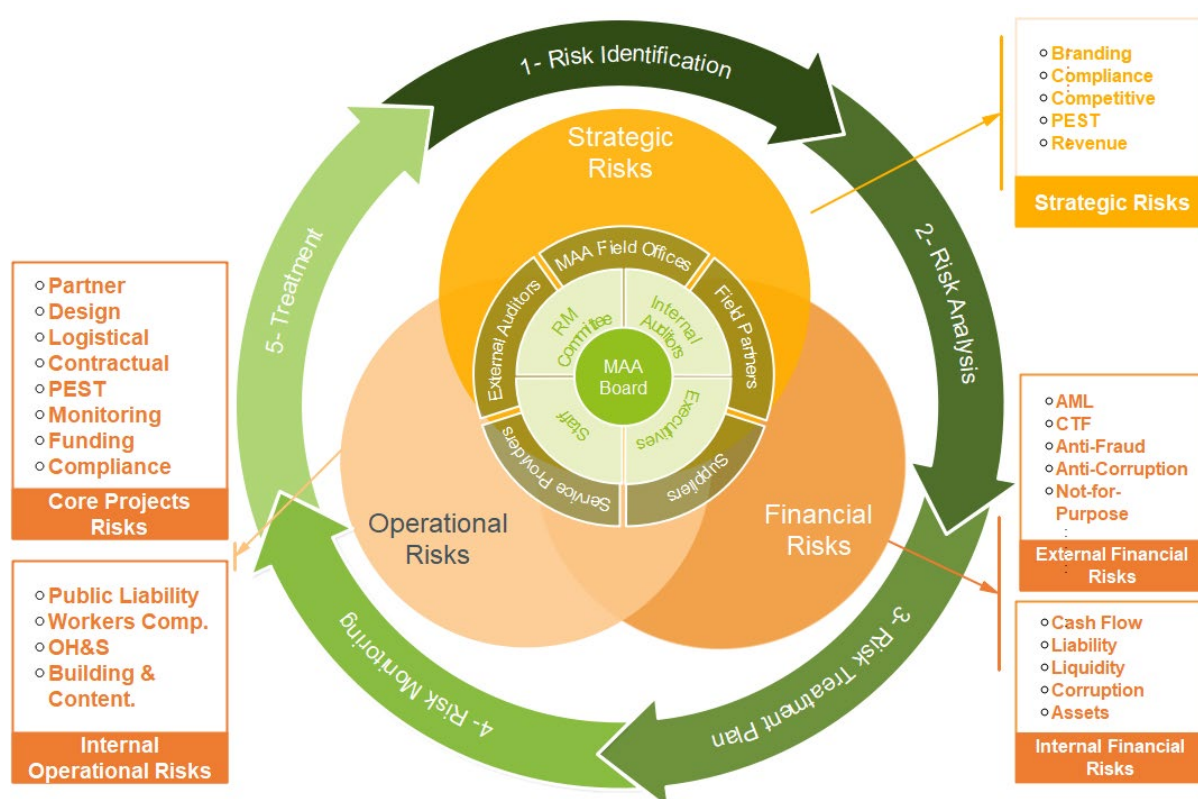 1- Risk Identification
2- Risk Analysis
3- Risk Treatment Plan
4- Risk Monitoring
5- Treatment
Strategic
Risks
Operational
Risks
Financial
Risks
MAA Field Offices
Field Partners
Suppliers
Service Providers
External Auditors
RM
Committee
Internal
Auditors
Executives
Staff
MAA
Board
Branding
Compliance
Competitive
PEST
Revenue
Strategic Risks
AML
CTF
Anti-Fraud
Anti-Corruption
Not-for-
Purpose
External Financial
Risks
Cash Flow
Liability
Liquidity
Corruption
Assets
Internal Financial
Risks
Partner
Design
Logistical
Contractual
PEST
Monitoring
Funding
Compliance
Core Projects
Risks
Public Liability
Workers Comp.
OH&S
Building &
Content.
Internal
Operational Risks